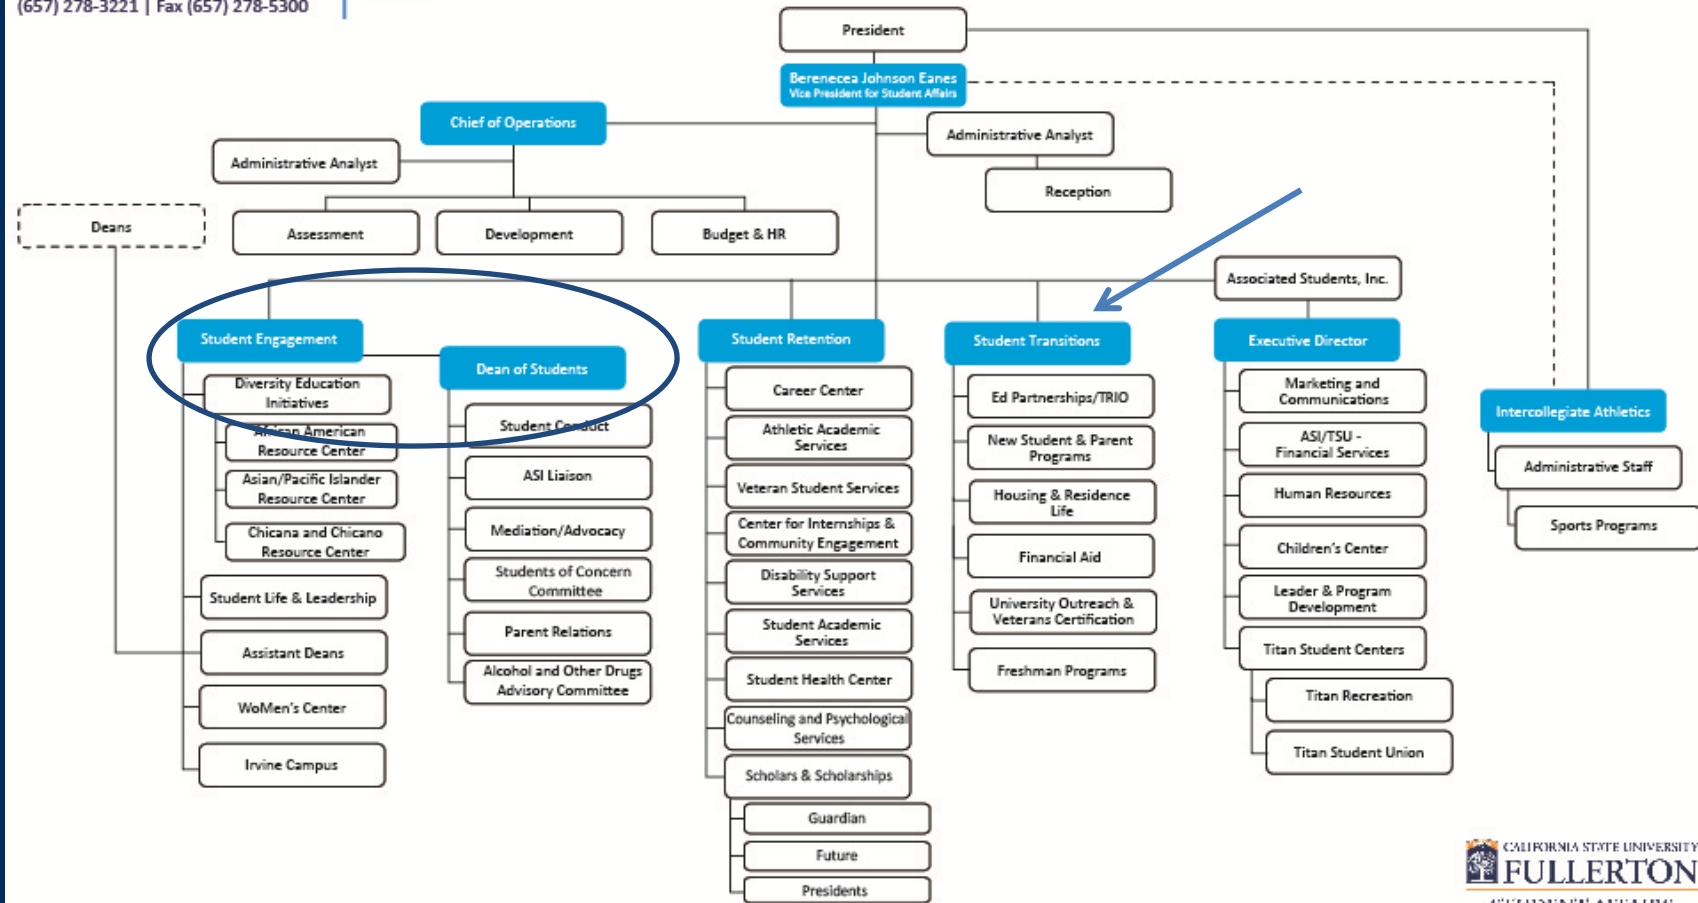 (657) 278-3221 | Fax (657) 278-5300
President
Berenecea Johnson Eanes
Vice President for Student Affairs
Chief of Operations
Administrative Analyst
Administrative Analyst
Reception
Deans
Assessment
Development
Budget & HR
Associated Students, Inc.
Student Engagement
Diversity Education
Initiatives
African American
Resource Center
Asian/Pacific Islander
Resource Center
Chicana and Chicano
Resource Center
Student Life & Leadership
Assistant Deans
WoMen's Center
Irvine Campus
Dean of Students
Student Conduct
ASI Liaison
Mediation/Advocacy
Students of Concern
Committee
Parent Relations
Alcohol and Other Drugs
Advisory Committee
Student Retention
Career Center
Athletic Academic
Services
Veteran Student Services
Center for Internships &
Community Engagement
Disability Support
Services
Student Academic
Services
Student Health Center
Counseling and Psychological
Services
Scholars & Scholarships
Guardian
Future
Presidents
Student Transitions
Ed Partnerships/TRIO
New Student & Parent
Programs
Housing & Residence
Life
Financial Aid
University Outreach &
Veterans Certification
Freshman Programs
Executive Director
Marketing and
Communications
ASI/TSU -
Financial Services
Human Resources
Children's Center
Leader & Program
Development
Titan Student Centers
Titan Recreation
Titan Student Union
Intercollegiate Athletics
Administrative Staff
Sports Programs
CALIFORNIA STATE UNIVERSITY
FULLERTON